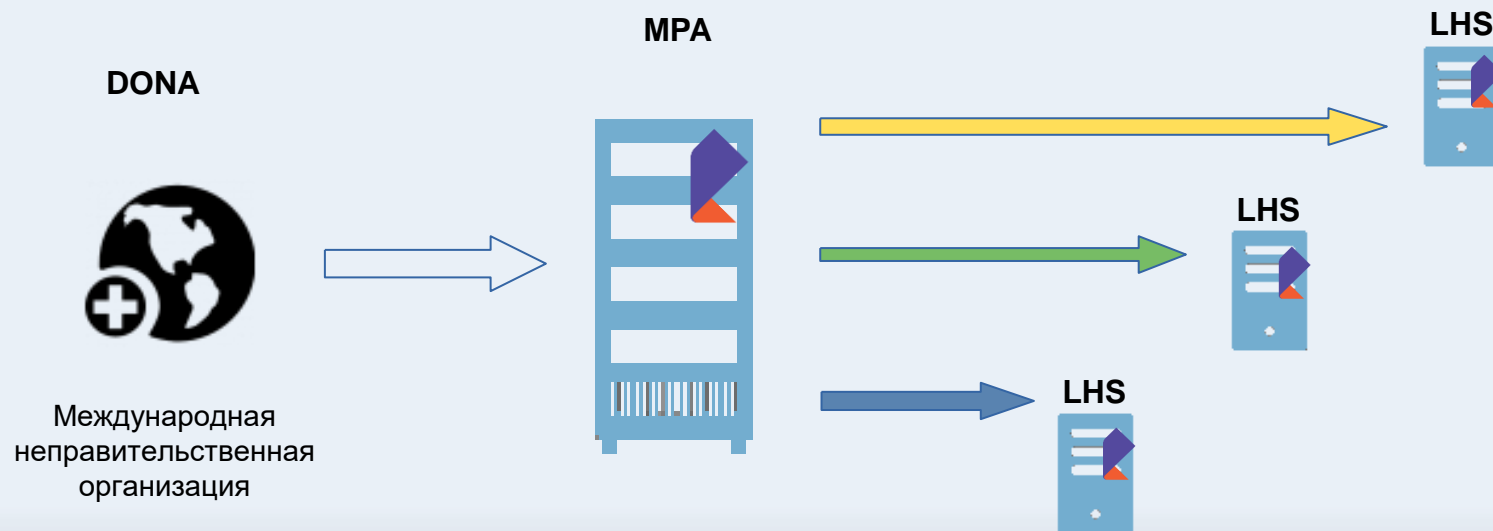 DONA
Международная
неправительственная
организация
MPA
LHS
LHS
LHS